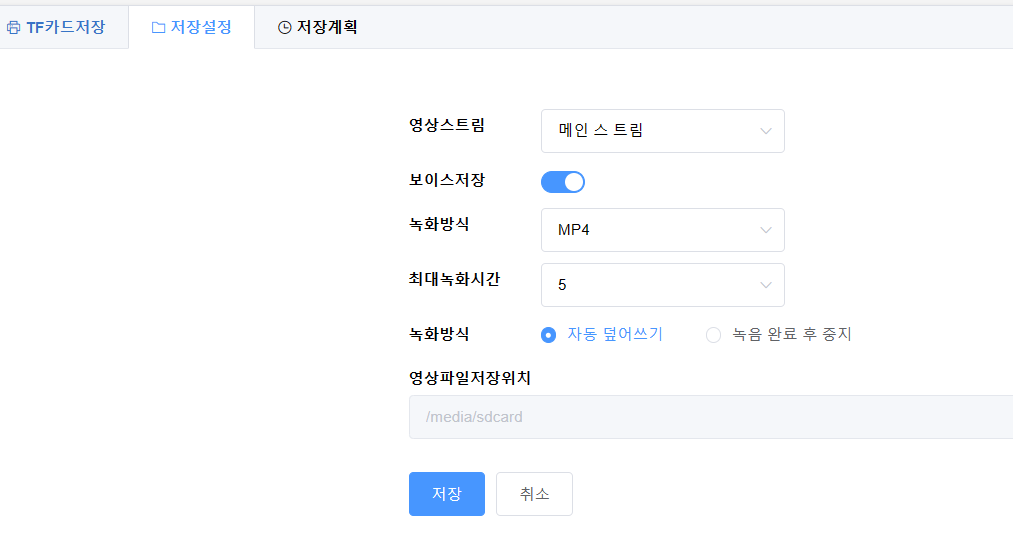 TF카드저장 저장설정 저장계획
영상스트림 메인 스 트림
보이스저장
녹화방식 MP4
최대녹화시간 5
녹화방식 자동 덮어쓰기 녹음 완료 후 중지
영상파일저장위치
/media/sdcard
저장 취소